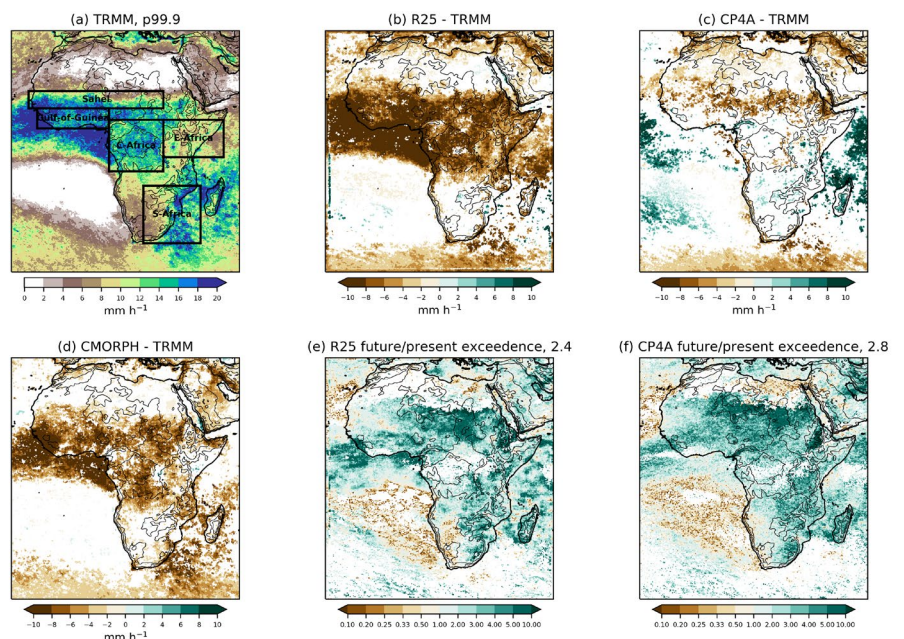 (a) TRMM, p99.9
(b) R25 - TRMM
(c) CP4A - TRMM
Sahel
Gulf-of-Guinea
C-Africa
E-Africa
S-Africa
0 2 4 6 8 10 12 14 16 18 20
mm h⁻¹
−10 −8 −6 −4 −2 0 2 4 6 8 10
mm h⁻¹
−10 −8 −6 −4 −2 0 2 4 6 8 10
mm h⁻¹
(d) CMORPH - TRMM
(e) R25 future/present exceedence, 2.4
(f) CP4A future/present exceedence, 2.8
−10 −8 −6 −4 −2 0 2 4 6 8 10
mm h⁻¹
0.10 0.20 0.25 0.33 0.50 1.00 2.00 3.00 4.00 5.00 10.00
0.10 0.20 0.25 0.33 0.50 1.00 2.00 3.00 4.00 5.00 10.00